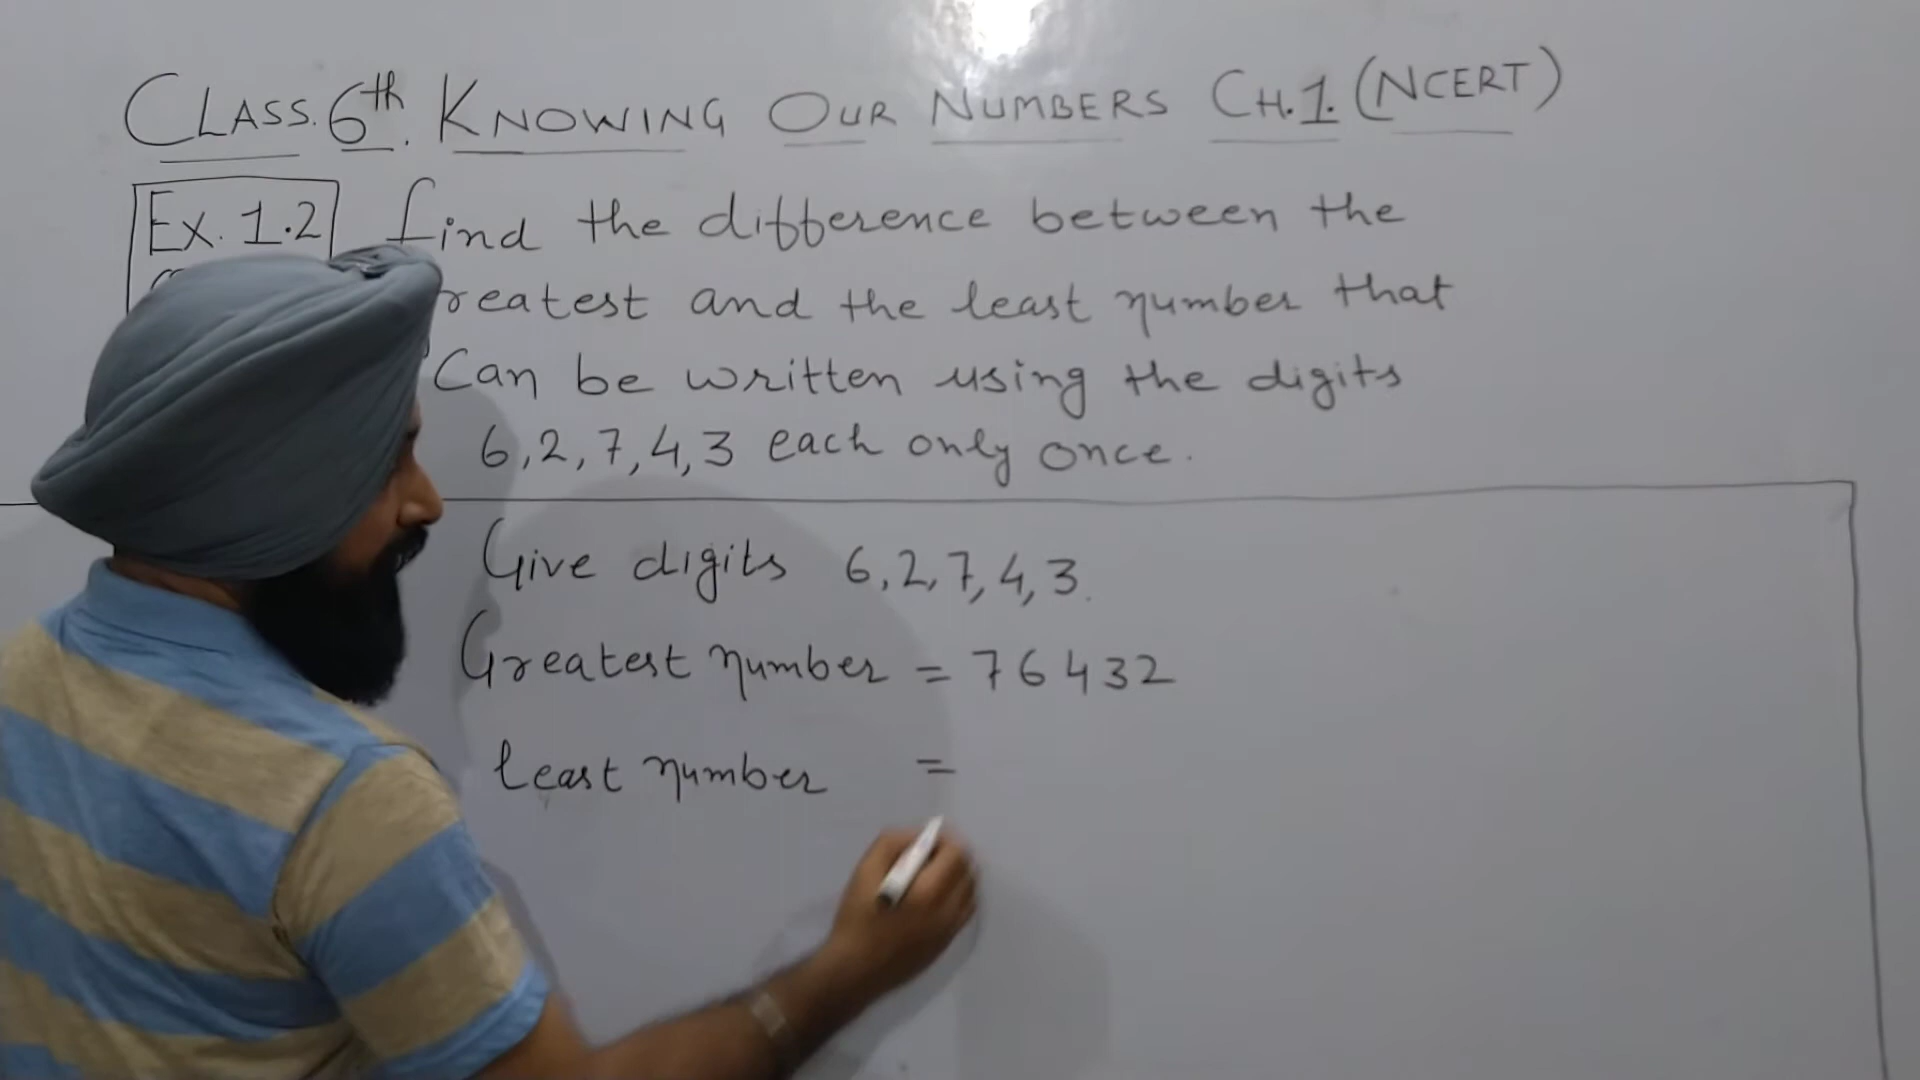 CLASS. 6th. KNOWING OUR NUMBERS CH.1. (NCERT)
Ex. 1.2 find the difference between the
reatest and the least number that
Can be written using the digits
6,2,7,4,3 each only once.
Give digits 6,2,7,4,3.
Greatest number = 76432
least number =